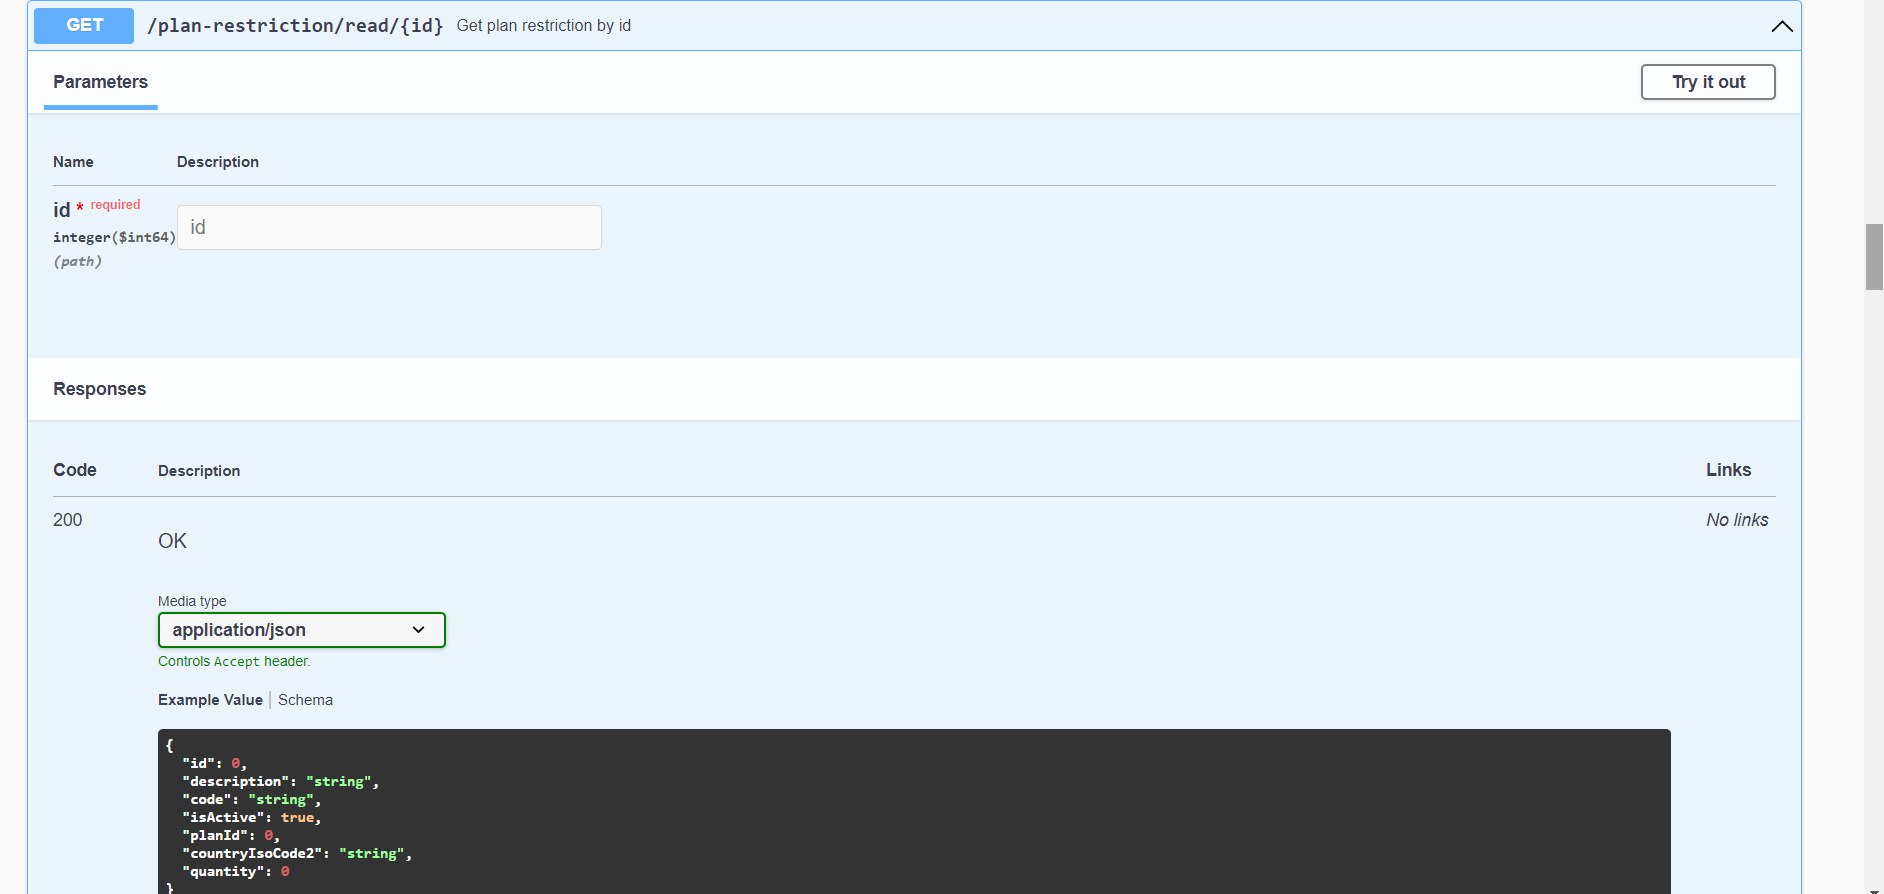 GET /plan-restriction/read/{id} Get plan restriction by id
Parameters
Try it out
Name Description
id * required
integer($int64)
(path)
id
Responses
Code Description Links
200
OK
No links
Media type
application/json
Controls Accept header.
Example Value | Schema
{
  "id": 0,
  "description": "string",
  "code": "string",
  "isActive": true,
  "planId": 0,
  "countryIsoCode2": "string",
  "quantity": 0
}